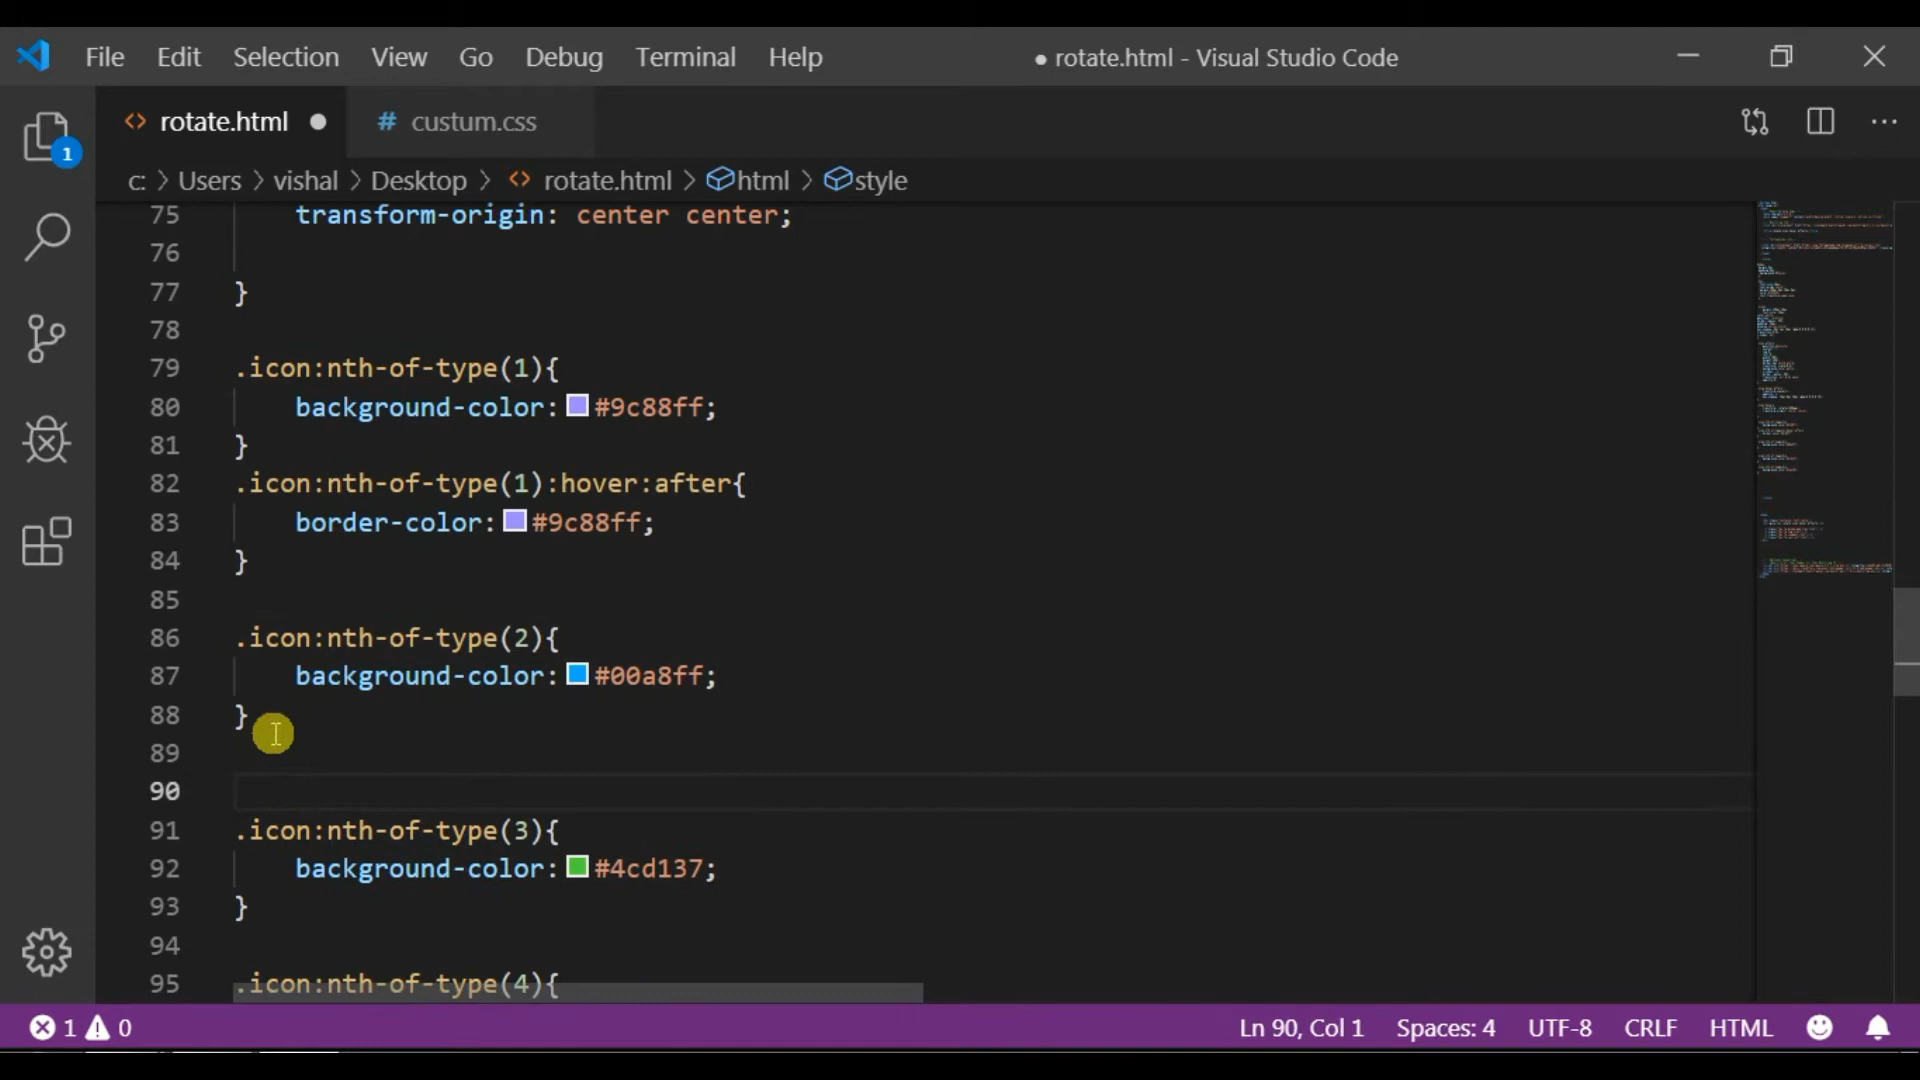 File Edit Selection View Go Debug Terminal Help ● rotate.html - Visual Studio Code
rotate.html # custum.css
1
c: > Users > vishal > Desktop > rotate.html > html > style
75 transform-origin: center center;
76
77 }
78
79 .icon:nth-of-type(1){
80 background-color: #9c88ff;
81 }
82 .icon:nth-of-type(1):hover:after{
83 border-color: #9c88ff;
84 }
85
86 .icon:nth-of-type(2){
87 background-color: #00a8ff;
88 }
89
90
91 .icon:nth-of-type(3){
92 background-color: #4cd137;
93 }
94
95 .icon:nth-of-type(4){
1 0 Ln 90, Col 1 Spaces: 4 UTF-8 CRLF HTML